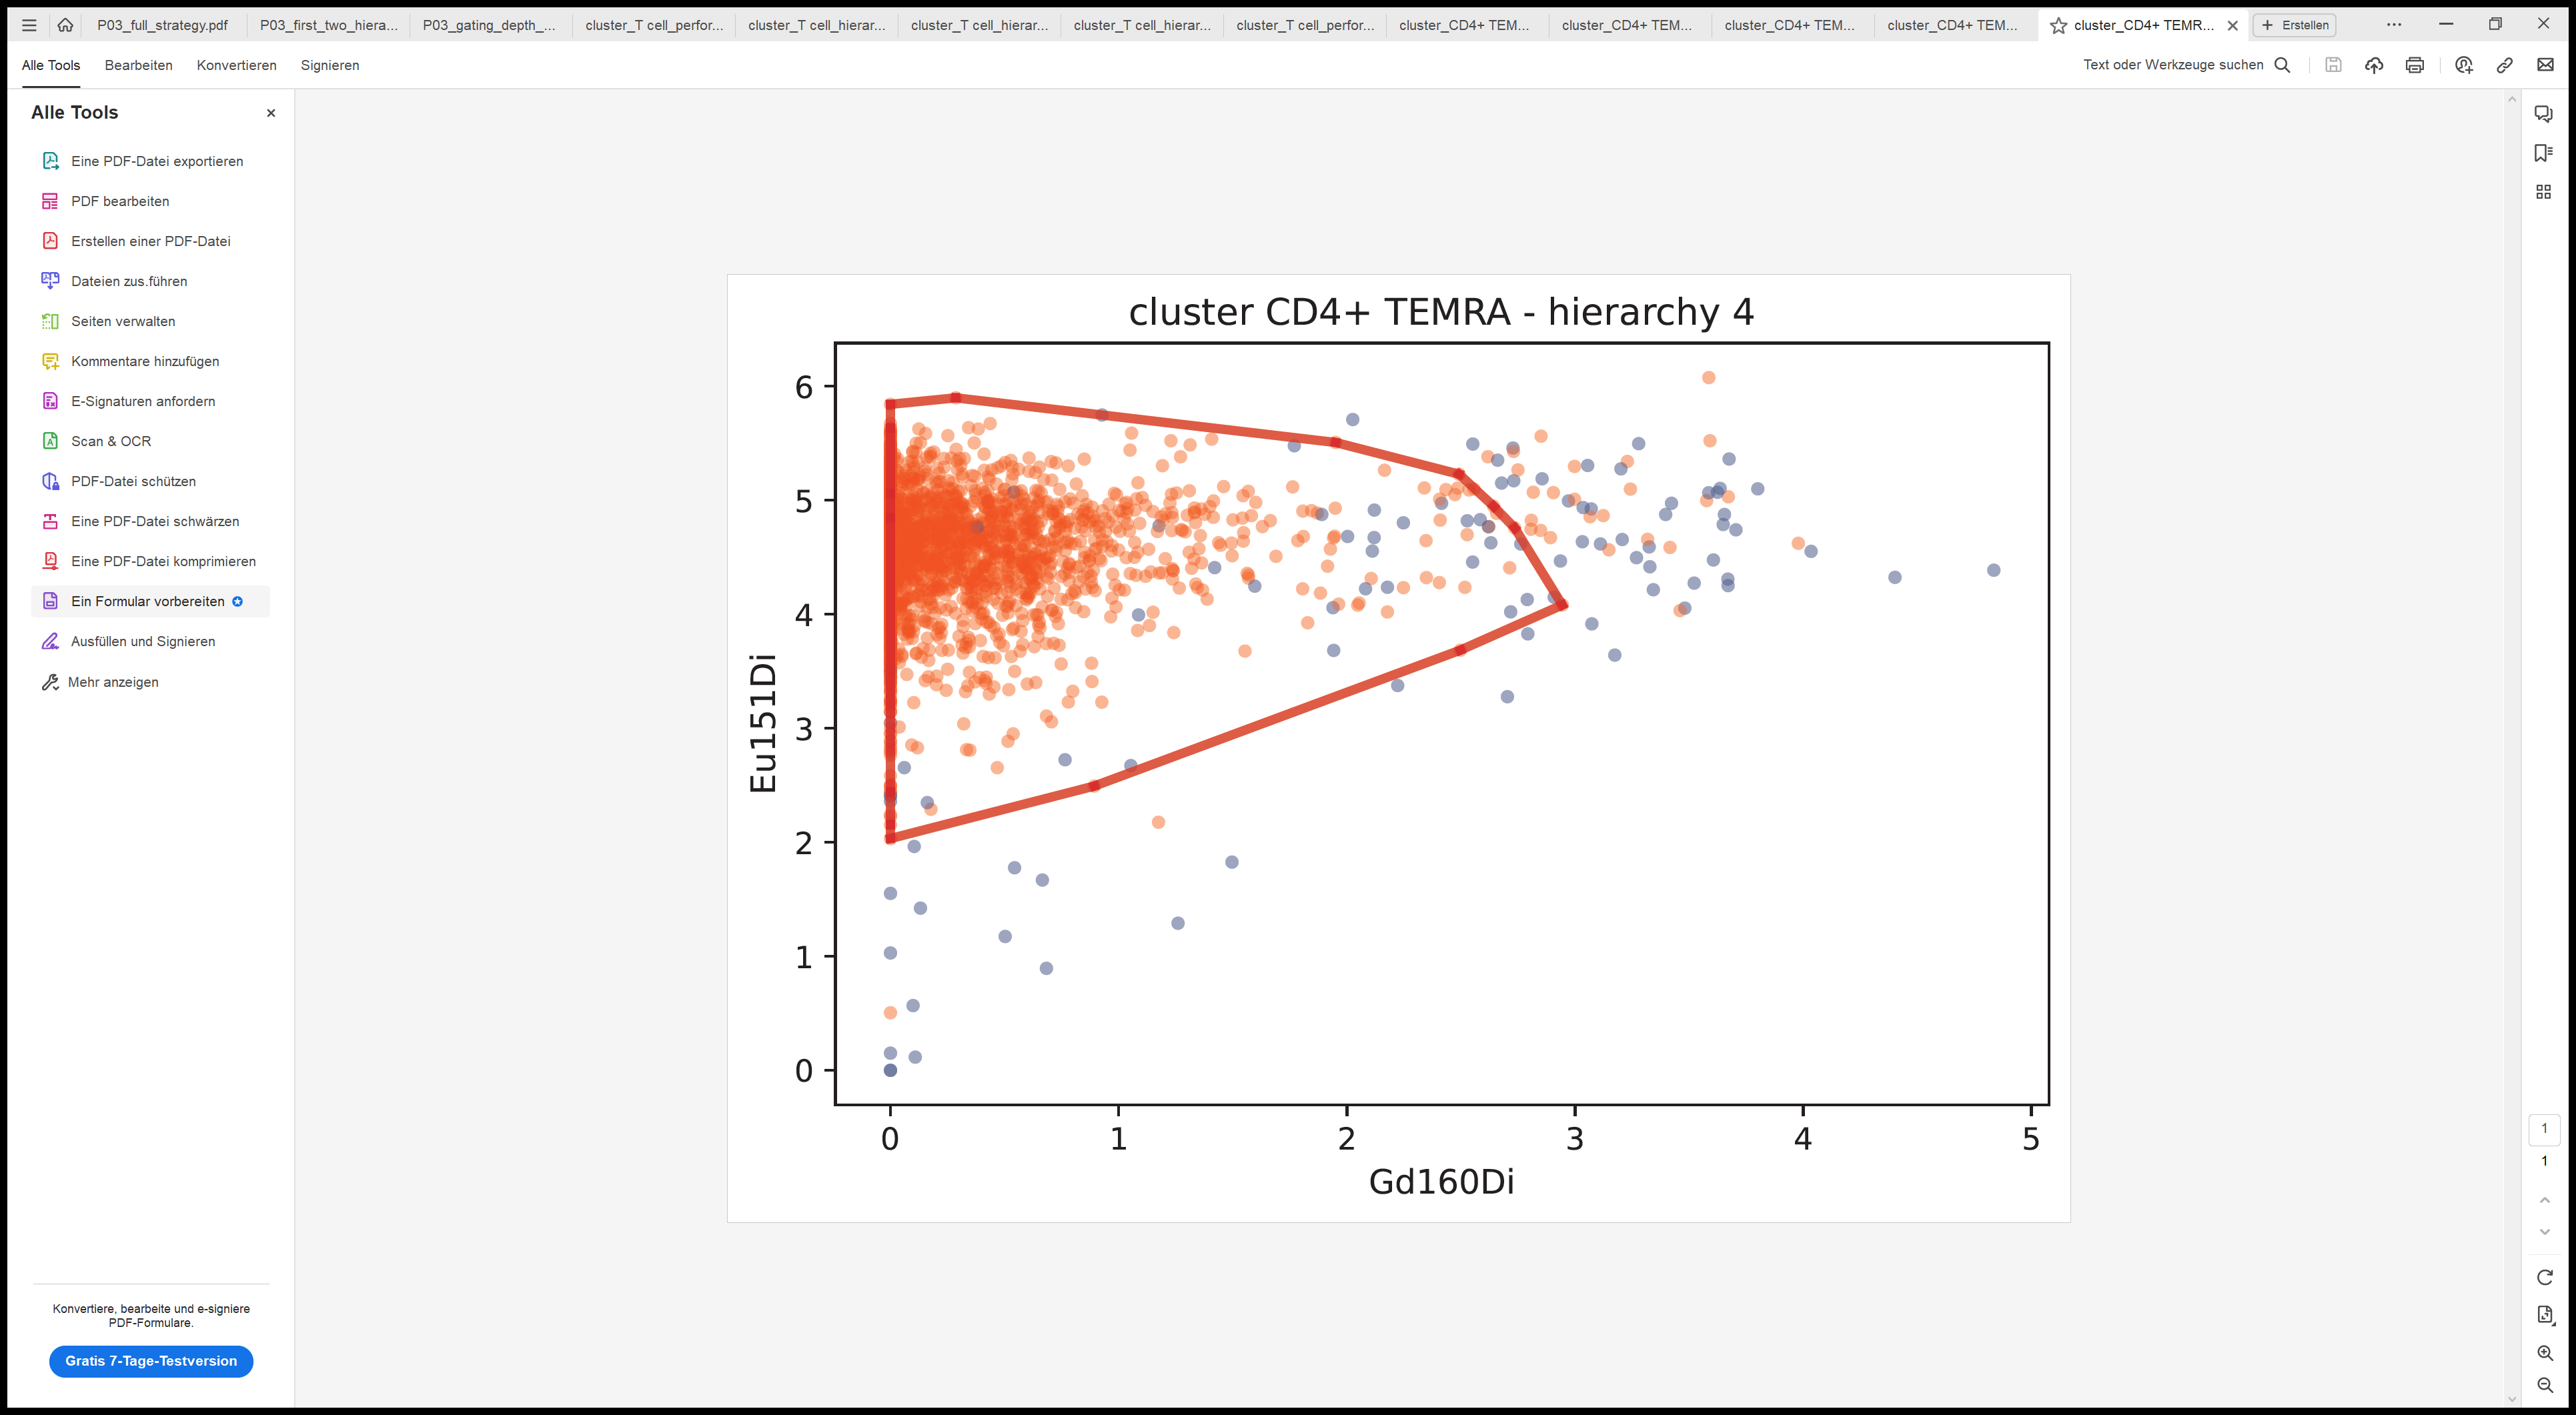 P03_full_strategy.pdf
P03_first_two_hiera...
P03_gating_depth_...
cluster_T cell_perfor...
cluster_T cell_hierar...
cluster_T cell_hierar...
cluster_T cell_hierar...
cluster_T cell_perfor...
cluster_CD4+ TEM...
cluster_CD4+ TEM...
cluster_CD4+ TEM...
cluster_CD4+ TEM...
cluster_CD4+ TEMR...
Erstellen
Alle Tools
Bearbeiten
Konvertieren
Signieren
Text oder Werkzeuge suchen
Alle Tools
Eine PDF-Datei exportieren
PDF bearbeiten
Erstellen einer PDF-Datei
Dateien zus.führen
Seiten verwalten
Kommentare hinzufügen
E-Signaturen anfordern
Scan & OCR
PDF-Datei schützen
Eine PDF-Datei schwärzen
Eine PDF-Datei komprimieren
Ein Formular vorbereiten
Ausfüllen und Signieren
Mehr anzeigen
Konvertiere, bearbeite und e-signiere
PDF-Formulare.
Gratis 7-Tage-Testversion
cluster CD4+ TEMRA - hierarchy 4
6
5
4
3
2
1
0
Eu151Di
0
1
2
3
4
5
Gd160Di
1
1